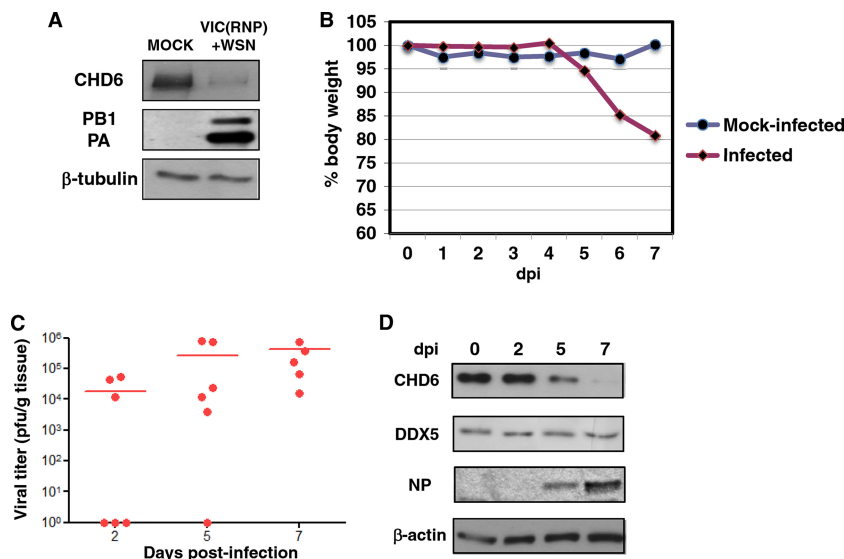 A
MOCK
VIC(RNP)
+WSN
CHD6
PB1
PA
β-tubulin
B
% body weight
105
100
95
90
85
80
75
70
65
60
0 1 2 3 4 5 6 7
dpi
Mock-infected
Infected
C
Viral titer (pfu/g tissue)
10⁶
10⁵
10⁴
10³
10²
10¹
10⁰
2 5 7
Days post-infection
D
dpi 0 2 5 7
CHD6
DDX5
NP
β-actin